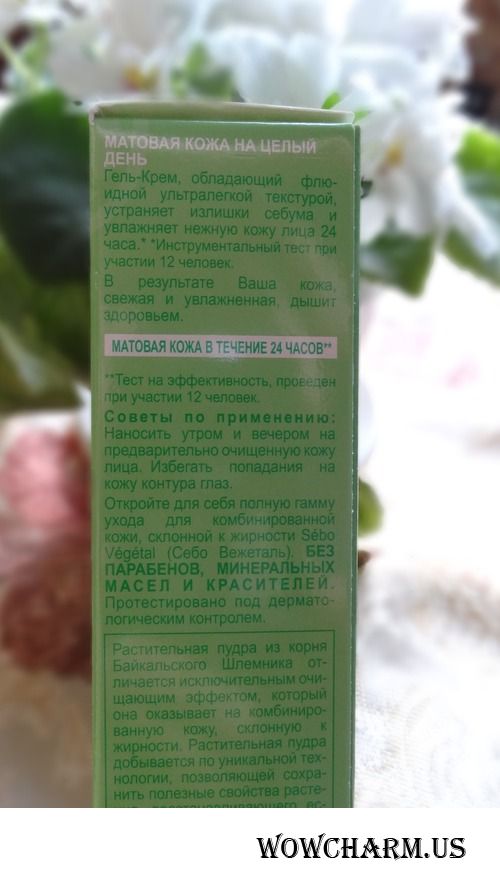 МАТОВАЯ КОЖА НА ЦЕЛЫЙ
ДЕНЬ
Гель-Крем, обладающий флю-
идной ультралегкой текстурой,
устраняет излишки себума и
увлажняет нежную кожу лица 24
часа.* *Инструментальный тест при
участии 12 человек.
В результате Ваша кожа,
свежая и увлажненная, дышит
здоровьем.
МАТОВАЯ КОЖА В ТЕЧЕНИЕ 24 ЧАСОВ**
**Тест на эффективность, проведен
при участии 12 человек.
Советы по применению:
Наносить утром и вечером на
предварительно очищенную кожу
лица. Избегать попадания на
кожу контура глаз.
Откройте для себя полную гамму
ухода для комбинированной
кожи, склонной к жирности Sébo
Végétal (Себо Вежеталь). БЕЗ
ПАРАБЕНОВ, МИНЕРАЛЬНЫХ
МАСЕЛ И КРАСИТЕЛЕЙ.
Протестировано под дермато-
логическим контролем.
Растительная пудра из корня
Байкальского Шлемника от-
личается исключительным очи-
щающим эффектом, который
она оказывает на комбиниро-
ванную кожу, склонную к
жирности. Растительная пудра
добывается по уникальной тех-
нологии, позволяющей сохра-
нить полезные свойства расте-
WOWCHARM.US